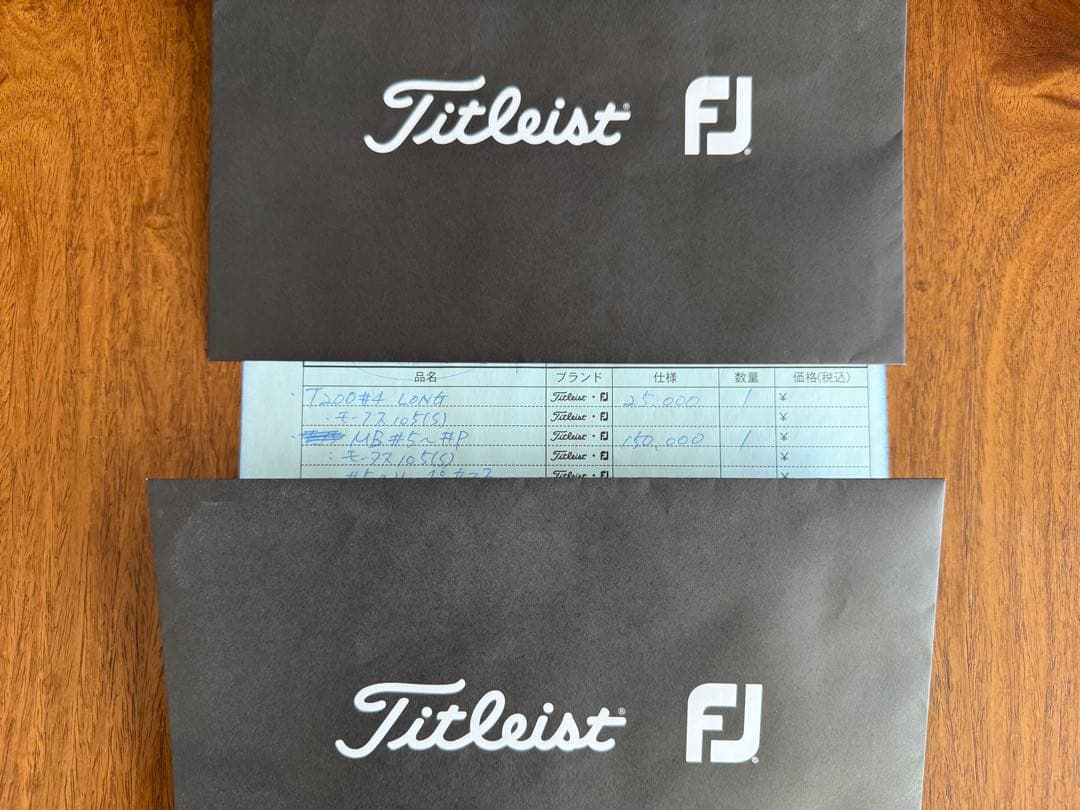 Titleist® FJ®
品名 ブランド 仕様 数量 価格(税込)
T200#4 LONG Titleist・FJ 25,000 1 ¥
:モーダス105(S) Titleist・FJ ¥
MB#5~#P Titleist・FJ 150,000 1 ¥
:モーダス105(S) Titleist・FJ ¥
Titleist・FJ ¥
Titleist® FJ®